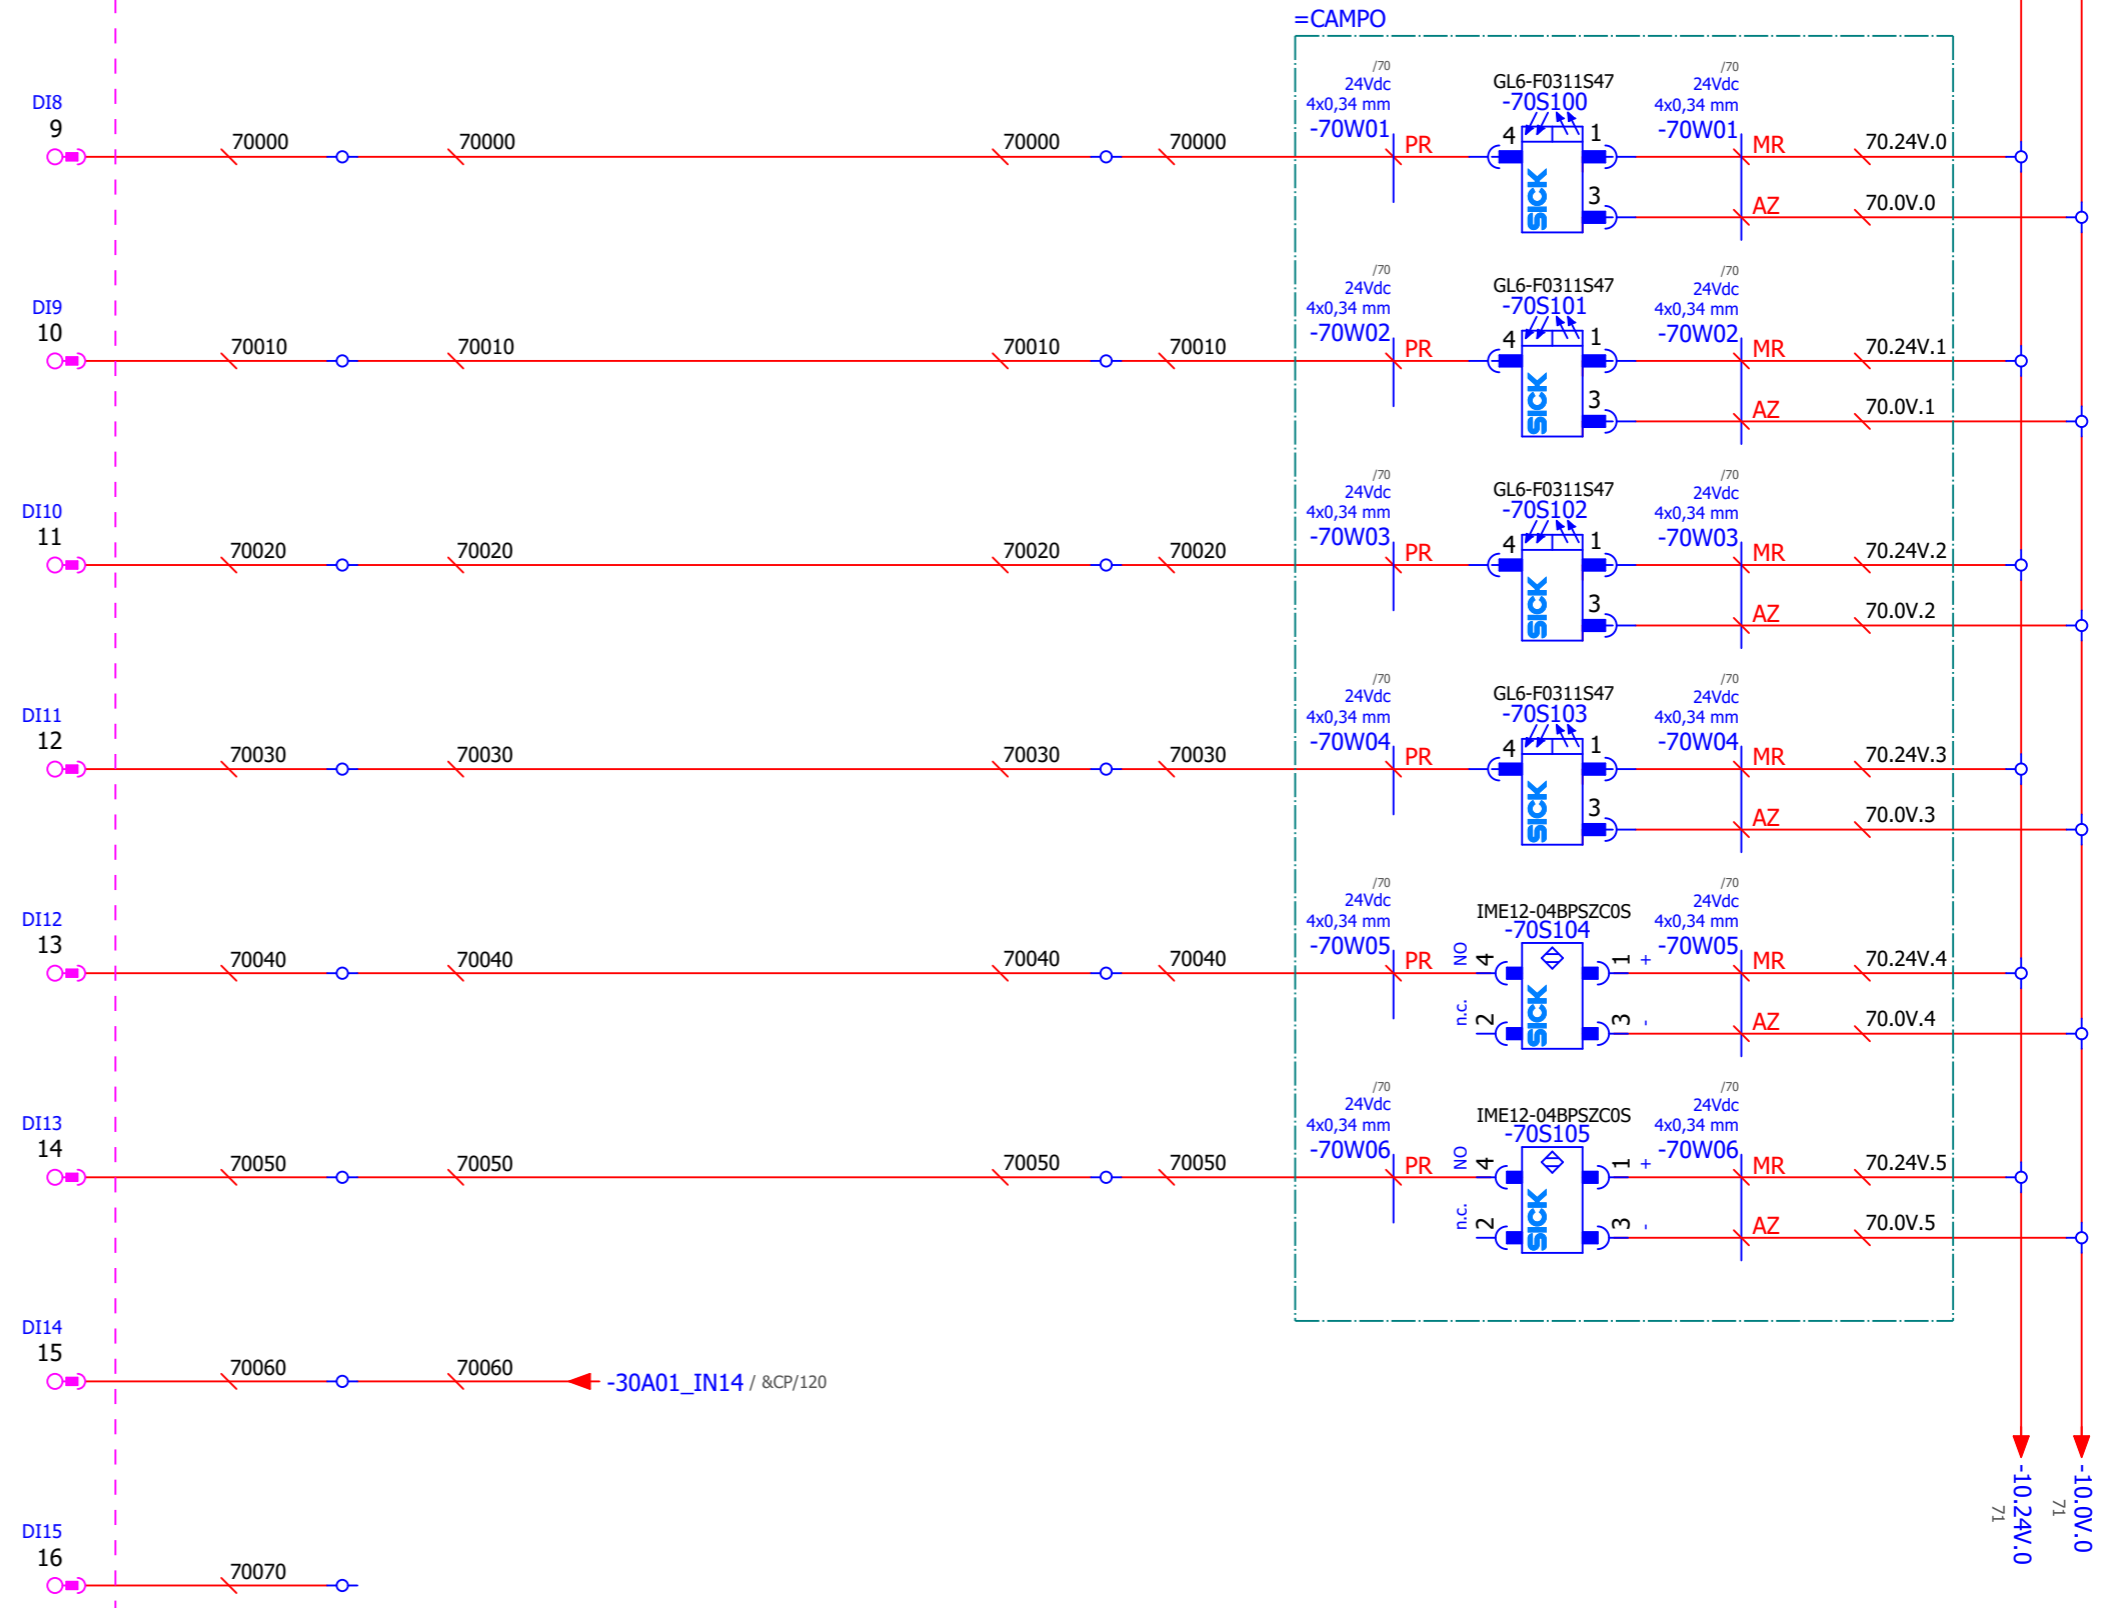 =CAMPO
/70
24Vdc
4x0,34 mm
-70W01
GL6-F0311S47
-70S100
/70
24Vdc
4x0,34 mm
-70W01
DI8
9
70000
70000
70000
70000
PR
4
1
MR
70.24V.0
SICK
3
AZ
70.0V.0
/70
24Vdc
4x0,34 mm
-70W02
GL6-F0311S47
-70S101
/70
24Vdc
4x0,34 mm
-70W02
DI9
10
70010
70010
70010
70010
PR
4
1
MR
70.24V.1
SICK
3
AZ
70.0V.1
/70
24Vdc
4x0,34 mm
-70W03
GL6-F0311S47
-70S102
/70
24Vdc
4x0,34 mm
-70W03
DI10
11
70020
70020
70020
70020
PR
4
1
MR
70.24V.2
SICK
3
AZ
70.0V.2
/70
24Vdc
4x0,34 mm
-70W04
GL6-F0311S47
-70S103
/70
24Vdc
4x0,34 mm
-70W04
DI11
12
70030
70030
70030
70030
PR
4
1
MR
70.24V.3
SICK
3
AZ
70.0V.3
/70
24Vdc
4x0,34 mm
-70W05
IME12-04BPSZC0S
-70S104
/70
24Vdc
4x0,34 mm
-70W05
DI12
13
70040
70040
70040
70040
PR
NO
4
1
+
MR
70.24V.4
n.c.
2
SICK
3
-
AZ
70.0V.4
/70
24Vdc
4x0,34 mm
-70W06
IME12-04BPSZC0S
-70S105
/70
24Vdc
4x0,34 mm
-70W06
DI13
14
70050
70050
70050
70050
PR
NO
4
1
+
MR
70.24V.5
n.c.
2
SICK
3
-
AZ
70.0V.5
DI14
15
70060
70060
-30A01_IN14 / &CP/120
DI15
16
70070
-10.24V.0
71
-10.0V.0
71